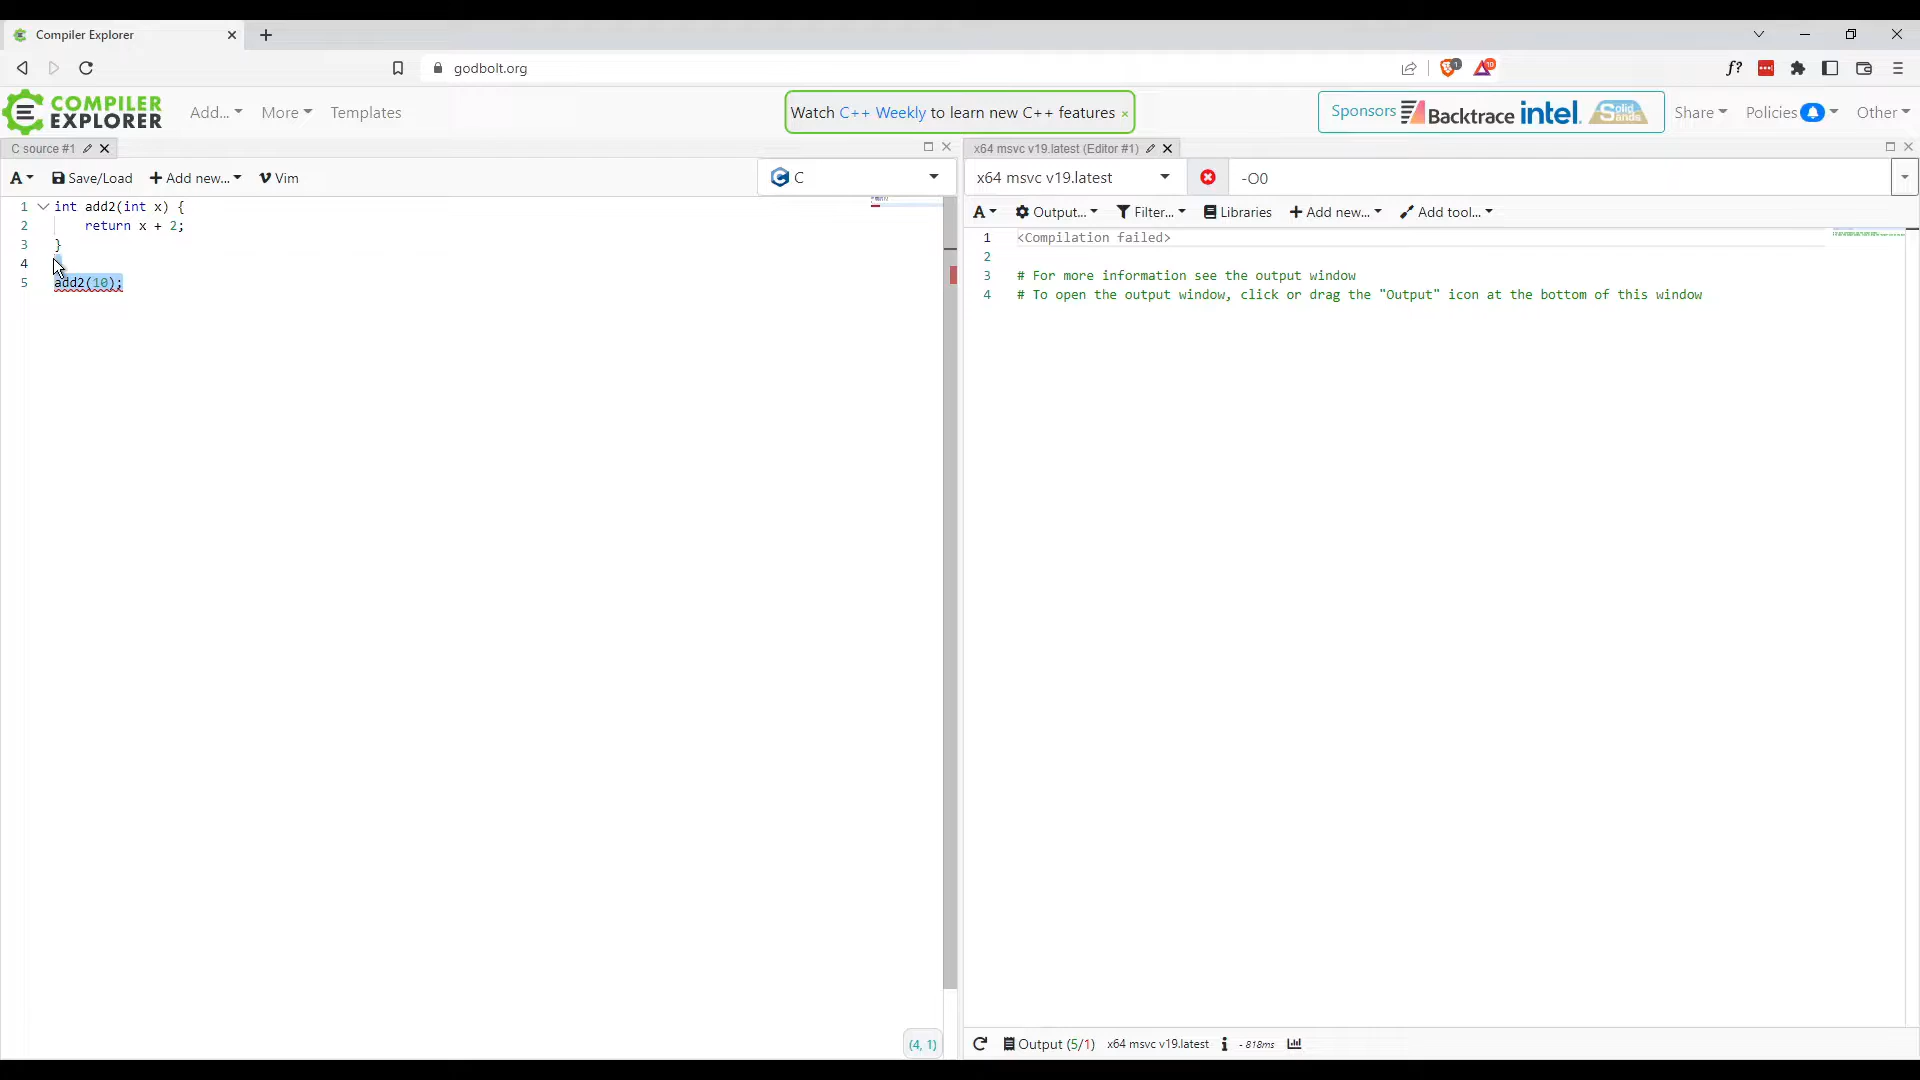 Compiler Explorer
godbolt.org
f?
1
10
COMPILER
EXPLORER
Add...
More
Templates
Watch C++ Weekly to learn new C++ features ×
Sponsors Backtrace intel. Solid Sands
Share
Policies
Other
C source #1
A
Save/Load
+ Add new...
Vim
C
1 int add2(int x) {
2 return x + 2;
3 }
4
5 add2(10);
(4, 1)
x64 msvc v19.latest (Editor #1)
x64 msvc v19.latest
-O0
A
Output...
Filter...
Libraries
+ Add new...
Add tool...
1 <Compilation failed>
2
3 # For more information see the output window
4 # To open the output window, click or drag the "Output" icon at the bottom of this window
Output (5/1) x64 msvc v19.latest i - 818ms